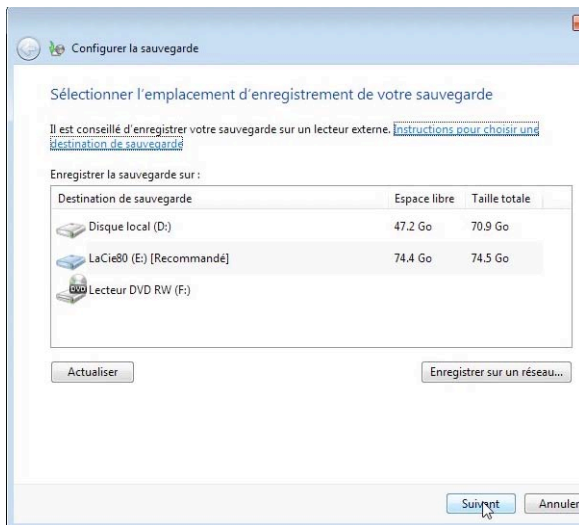 Configurer la sauvegarde
Sélectionner l'emplacement d'enregistrement de votre sauvegarde
Il est conseillé d'enregistrer votre sauvegarde sur un lecteur externe. Instructions pour choisir une
destination de sauvegarde
Enregistrer la sauvegarde sur :
Destination de sauvegarde Espace libre Taille totale
Disque local (D:) 47.2 Go 70.9 Go
LaCie80 (E:) [Recommandé] 74.4 Go 74.5 Go
DVD Lecteur DVD RW (F:)
Actualiser Enregistrer sur un réseau...
Suivant Annuler